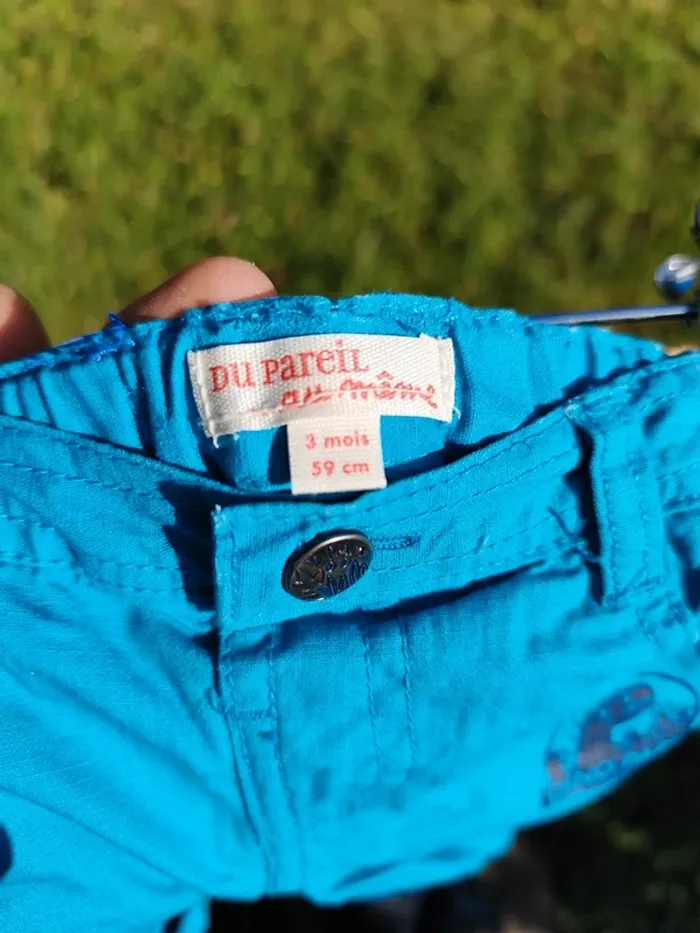 Du Pareil
au même
3 mois
59 cm